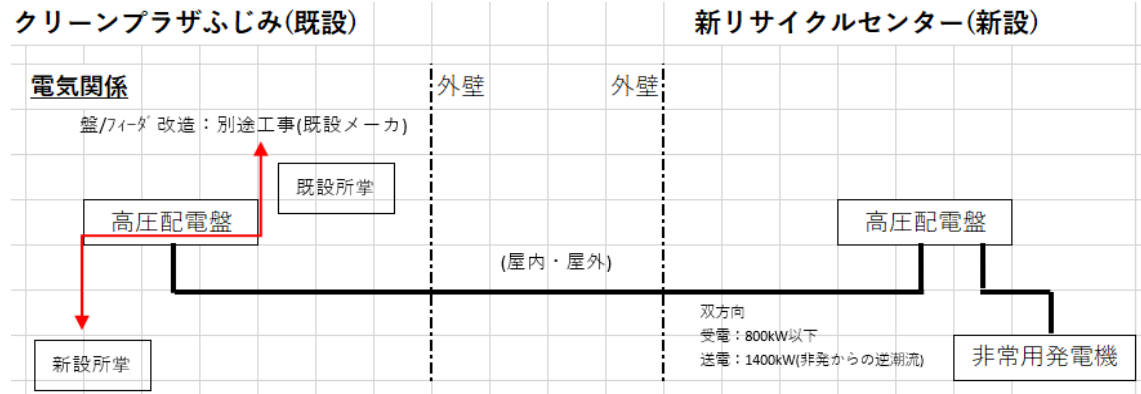 クリーンプラザふじみ(既設)
新リサイクルセンター(新設)
電気関係
外壁
外壁
盤/フィーダ改造：別途工事(既設メーカ)
既設所掌
高圧配電盤
高圧配電盤
(屋内・屋外)
双方向
受電：800kW以下
送電：1400kW(非発からの逆潮流)
新設所掌
非常用発電機